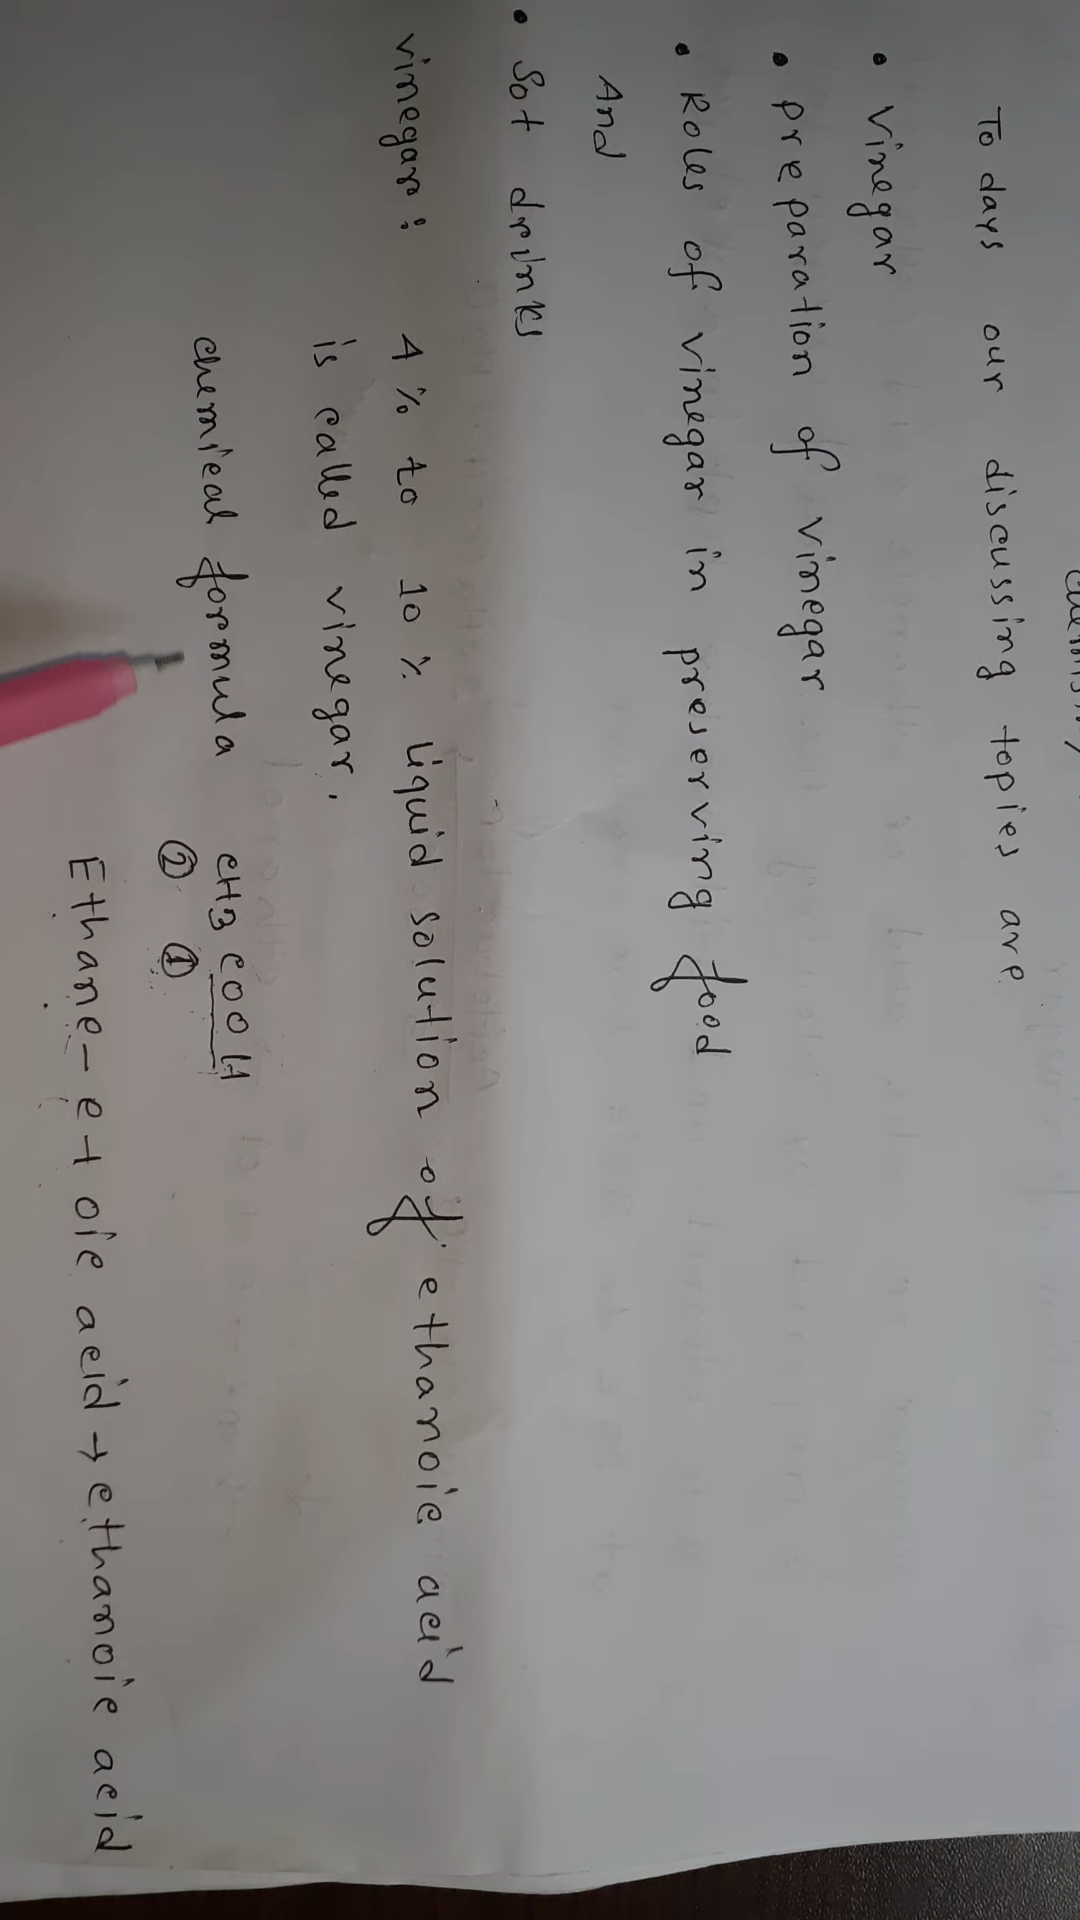 To days our discussing topics are
• vinegar
• preparation of vinegar
• Roles of vinegar in preserving food
And
• Sot drinks
vinegar: 4% to 10% liquid solution of ethanoic acid
is called vinegar.
chemical formula CH3COOH
② ①
Ethane - e + oic acid → ethanoic acid